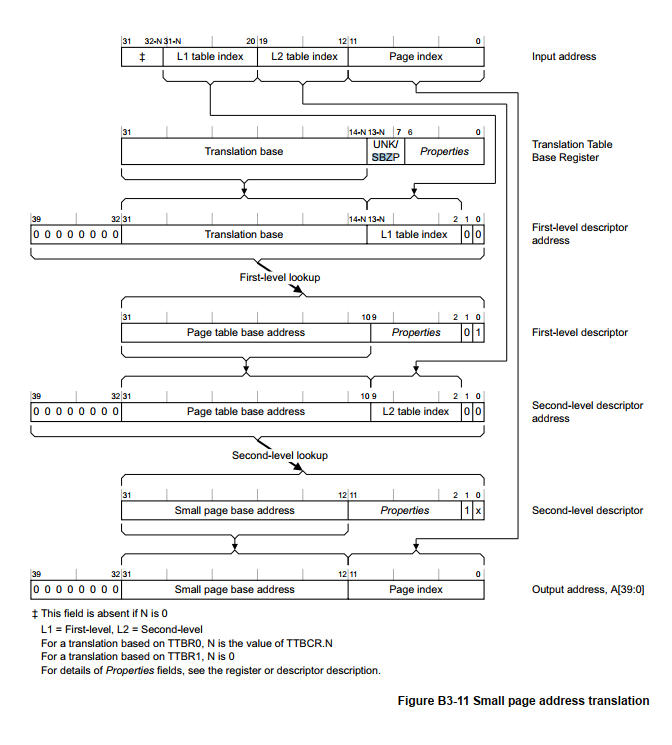 31 32-N 31-N 20 19 12 11 0
‡ L1 table index L2 table index Page index Input address
31 14-N 13-N 7 6 0
Translation base UNK/ SBZP Properties Translation Table Base Register
39 32 31 14-N 13-N 2 1 0
0 0 0 0 0 0 0 0 Translation base L1 table index 0 0 First-level descriptor address
First-level lookup
31 10 9 2 1 0
Page table base address Properties 0 1 First-level descriptor
39 32 31 10 9 2 1 0
0 0 0 0 0 0 0 0 Page table base address L2 table index 0 0 Second-level descriptor address
Second-level lookup
31 12 11 2 1 0
Small page base address Properties 1 x Second-level descriptor
39 32 31 12 11 0
0 0 0 0 0 0 0 0 Small page base address Page index Output address, A[39:0]
‡ This field is absent if N is 0
L1 = First-level, L2 = Second-level
For a translation based on TTBR0, N is the value of TTBCR.N
For a translation based on TTBR1, N is 0
For details of Properties fields, see the register or descriptor description.
Figure B3-11 Small page address translation